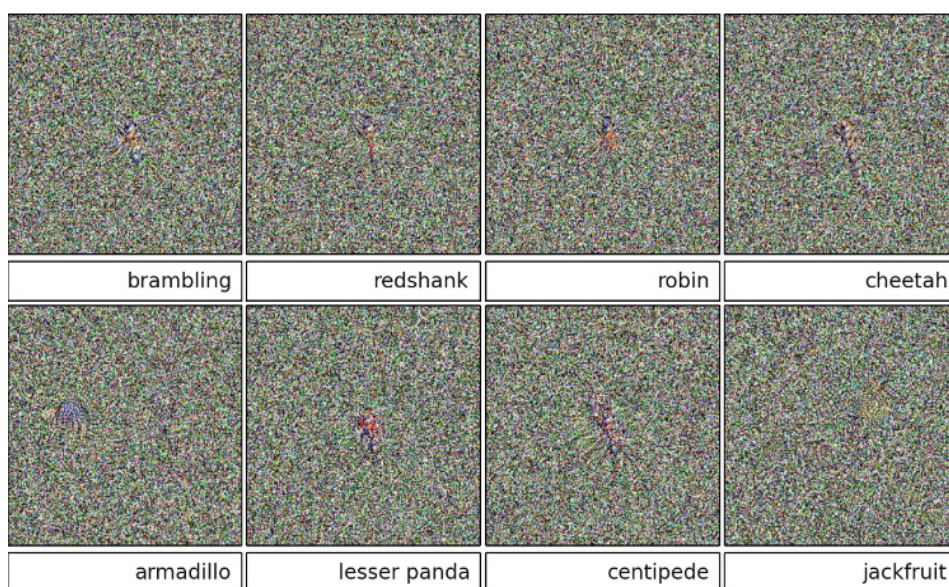 brambling
redshank
robin
cheetah
armadillo
lesser panda
centipede
jackfruit